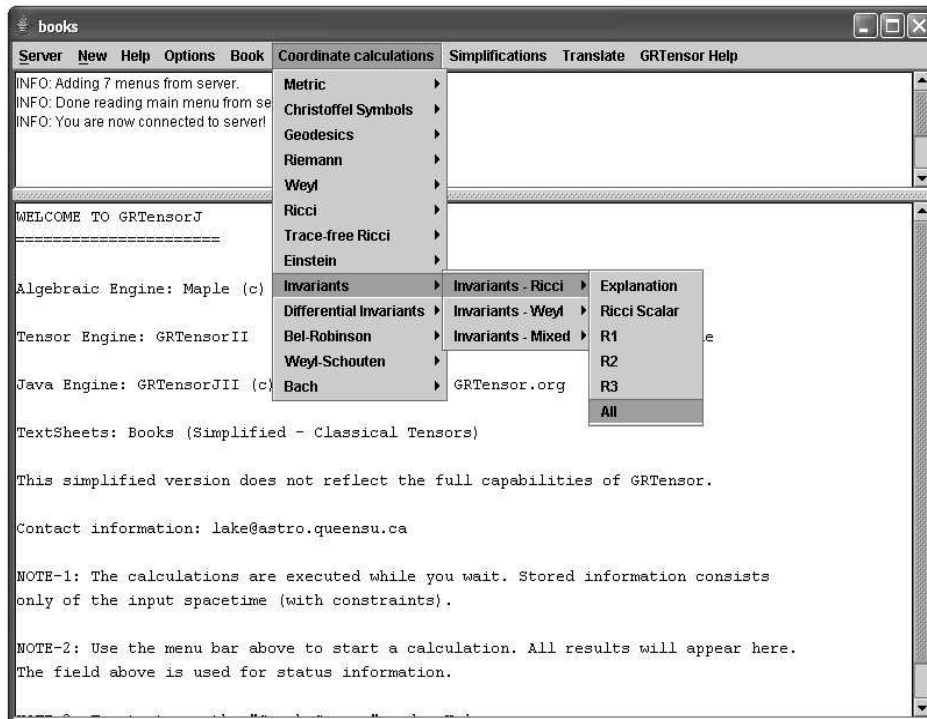 books
Server New Help Options Book Coordinate calculations Simplifications Translate GRTensor Help
INFO: Adding 7 menus from server.
INFO: Done reading main menu from se
INFO: You are now connected to server!
Metric
Christoffel Symbols
Geodesics
Riemann
Weyl
Ricci
Trace-free Ricci
Einstein
Invariants
Differential Invariants
Bel-Robinson
Weyl-Schouten
Bach
Invariants - Ricci
Invariants - Weyl
Invariants - Mixed
Explanation
Ricci Scalar
R1
R2
R3
All
WELCOME TO GRTensorJ
======================
Algebraic Engine: Maple (c)
Tensor Engine: GRTensorII
Java Engine: GRTensorJII (c) GRTensor.org
TextSheets: Books (Simplified - Classical Tensors)
This simplified version does not reflect the full capabilities of GRTensor.
Contact information: lake@astro.queensu.ca
NOTE-1: The calculations are executed while you wait. Stored information consists
only of the input spacetime (with constraints).
NOTE-2: Use the menu bar above to start a calculation. All results will appear here.
The field above is used for status information.